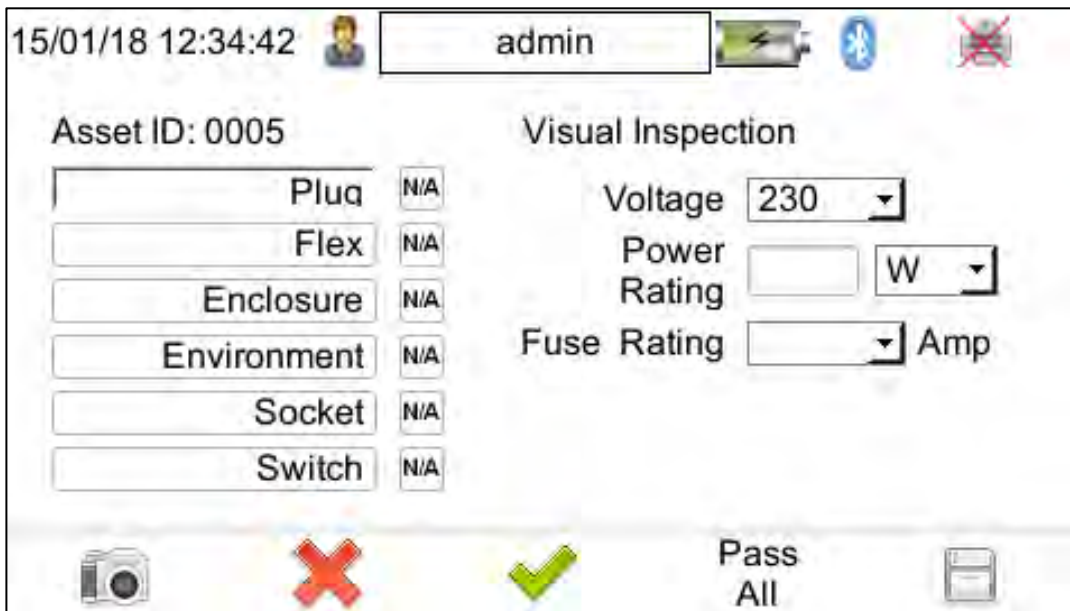 15/01/18 12:34:42 admin
Asset ID: 0005
Visual Inspection
Plug N/A
Flex N/A
Enclosure N/A
Environment N/A
Socket N/A
Switch N/A
Voltage 230
Power
Rating W
Fuse Rating Amp
Pass
All